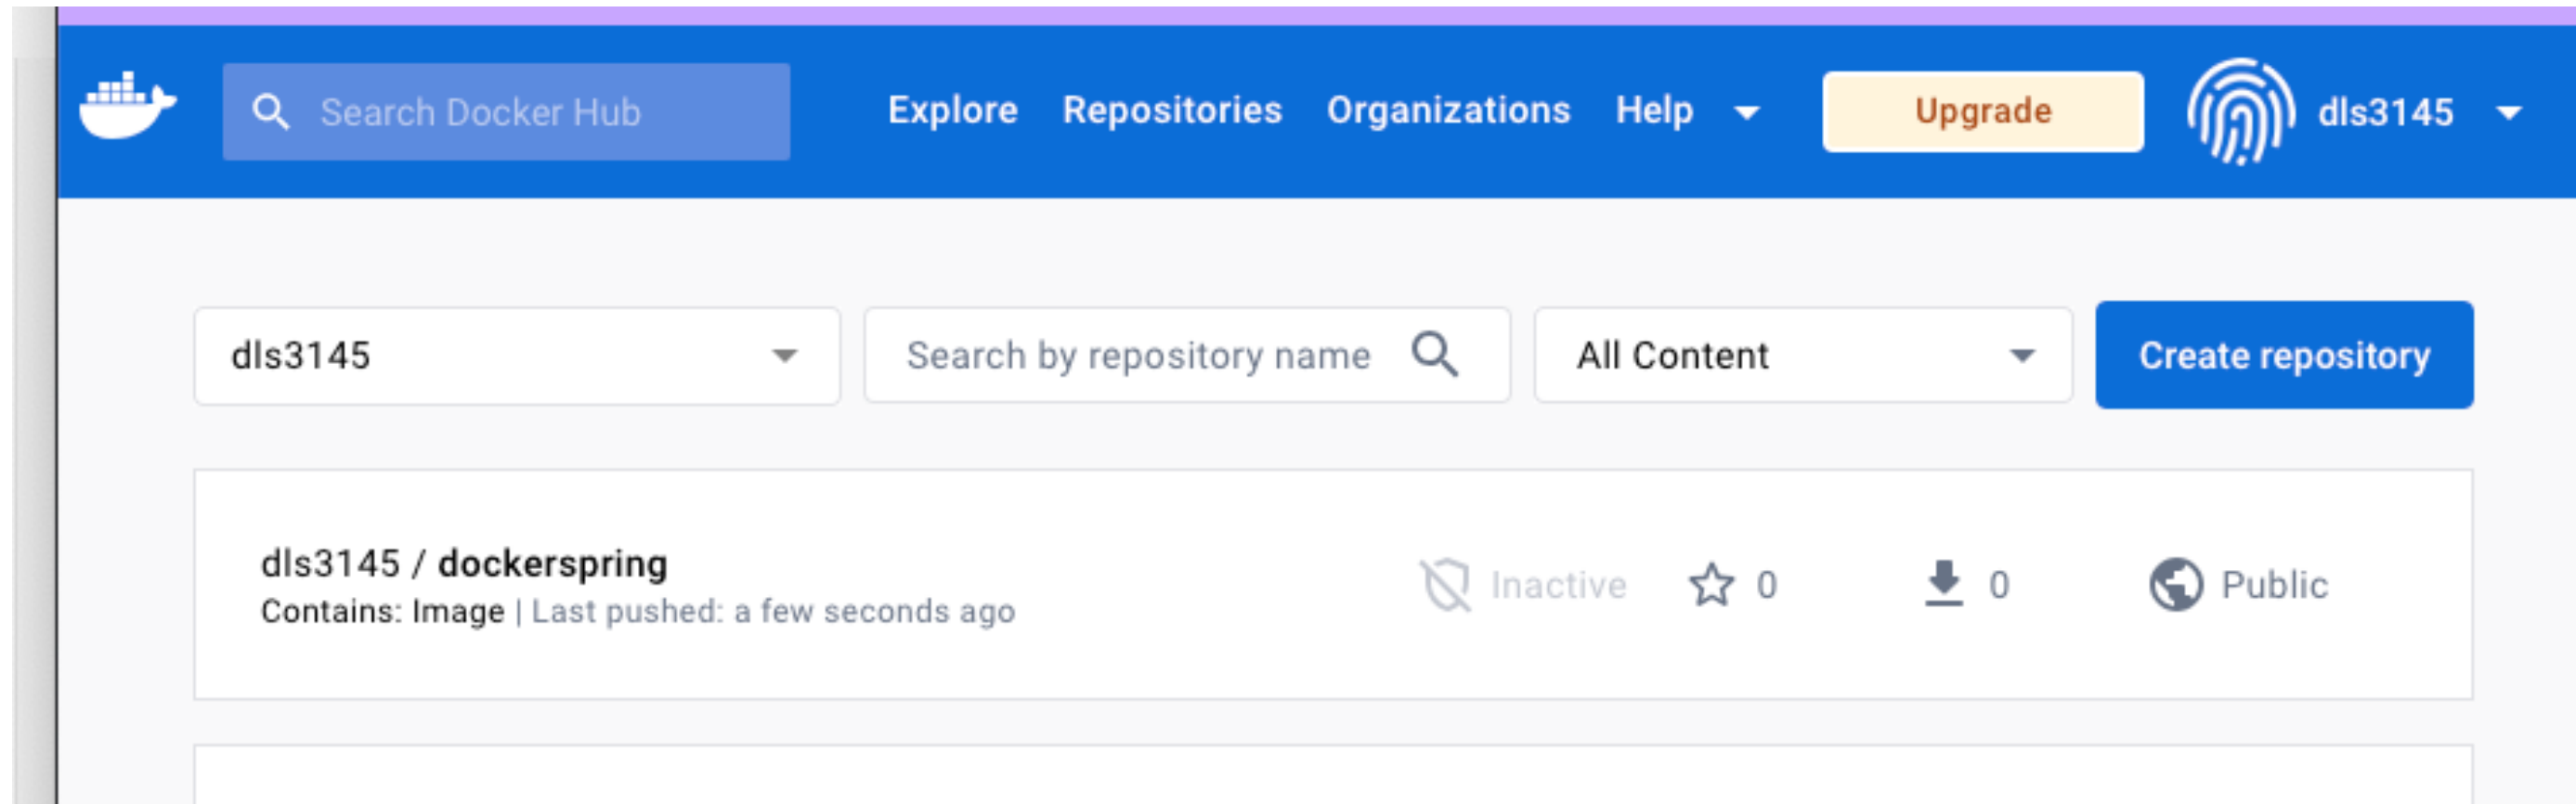 Search Docker Hub Explore Repositories Organizations Help Upgrade dls3145
dls3145 Search by repository name All Content Create repository
dls3145 / dockerspring
Contains: Image | Last pushed: a few seconds ago
Inactive 0 0 Public